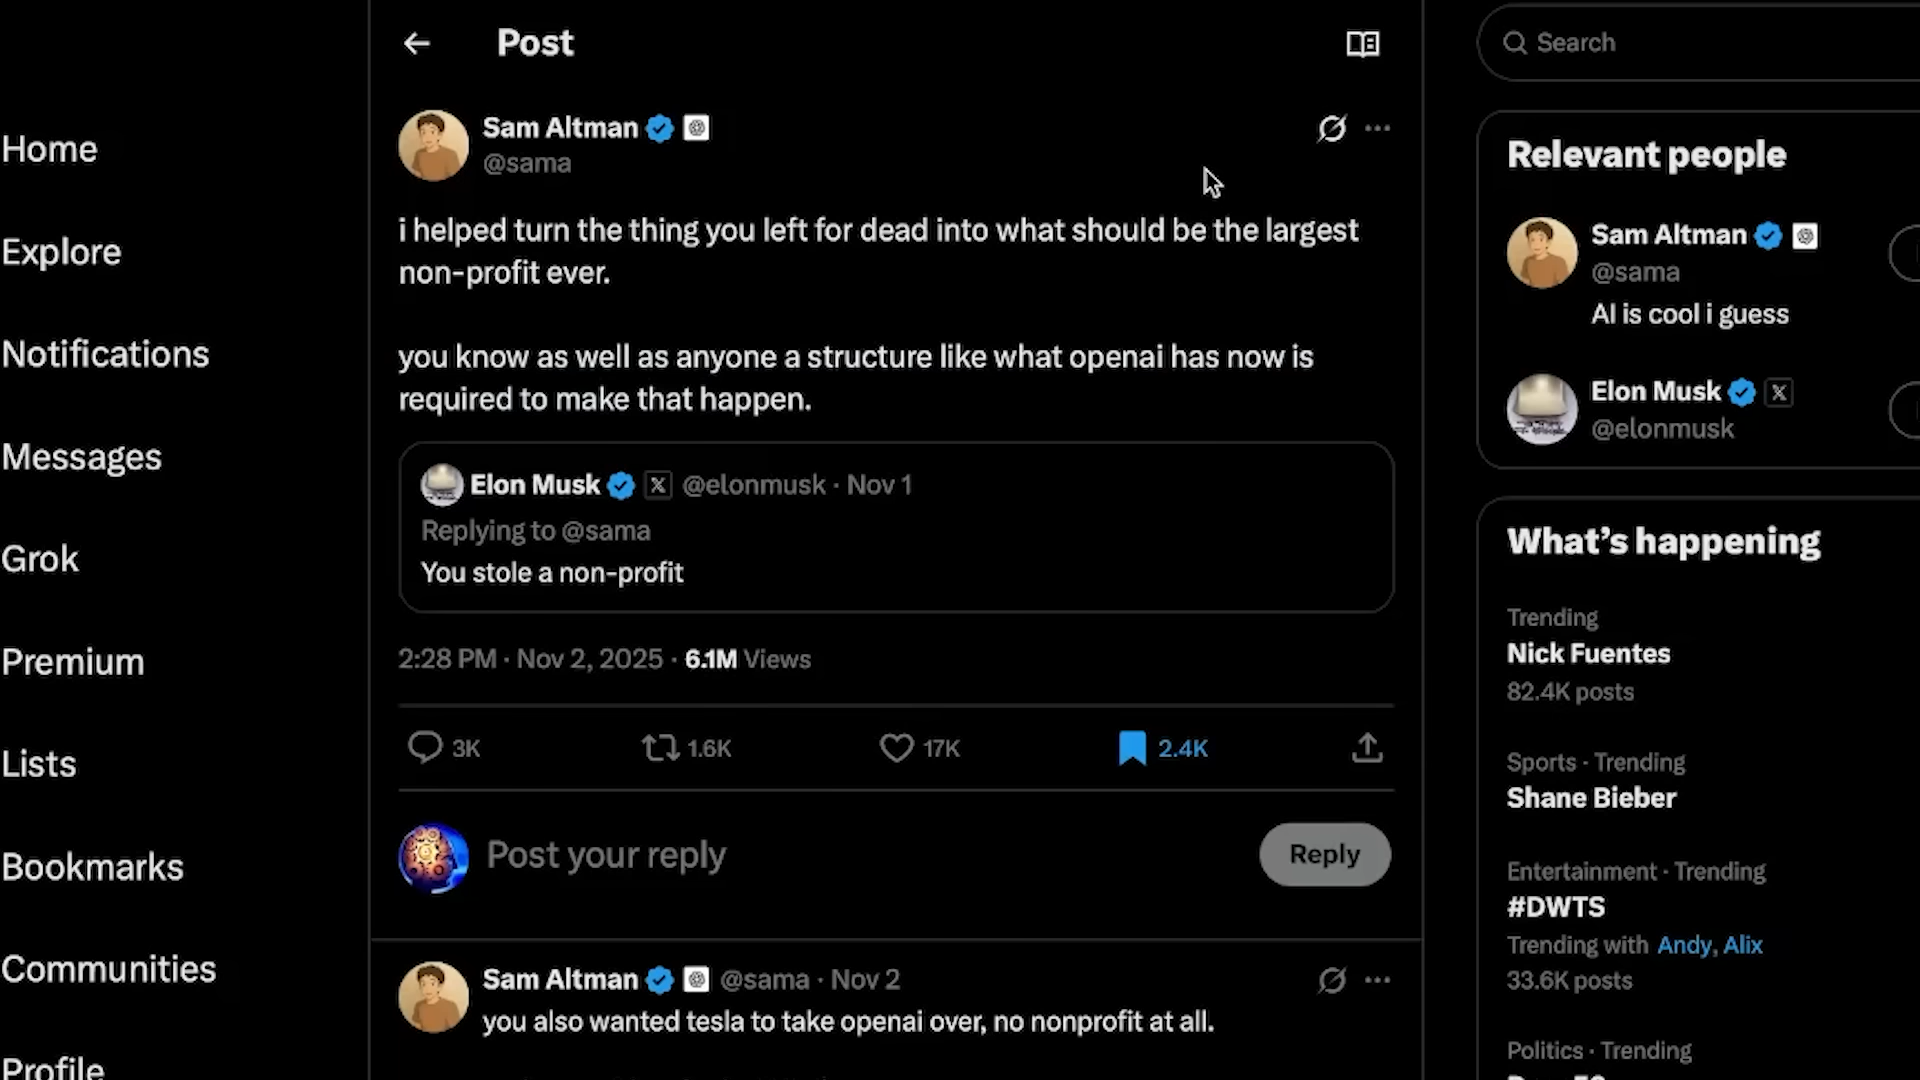 Home
Explore
Notifications
Messages
Grok
Premium
Lists
Bookmarks
Communities
Profile
Post
Sam Altman
@sama
i helped turn the thing you left for dead into what should be the largest
non-profit ever.
you know as well as anyone a structure like what openai has now is
required to make that happen.
Elon Musk @elonmusk · Nov 1
Replying to @sama
You stole a non-profit
2:28 PM · Nov 2, 2025 · 6.1M Views
3K 1.6K 17K 2.4K
Post your reply
Reply
Sam Altman @sama · Nov 2
you also wanted tesla to take openai over, no nonprofit at all.
Search
Relevant people
Sam Altman
@sama
AI is cool i guess
Elon Musk
@elonmusk
What's happening
Trending
Nick Fuentes
82.4K posts
Sports · Trending
Shane Bieber
Entertainment · Trending
#DWTS
Trending with Andy, Alix
33.6K posts
Politics · Trending